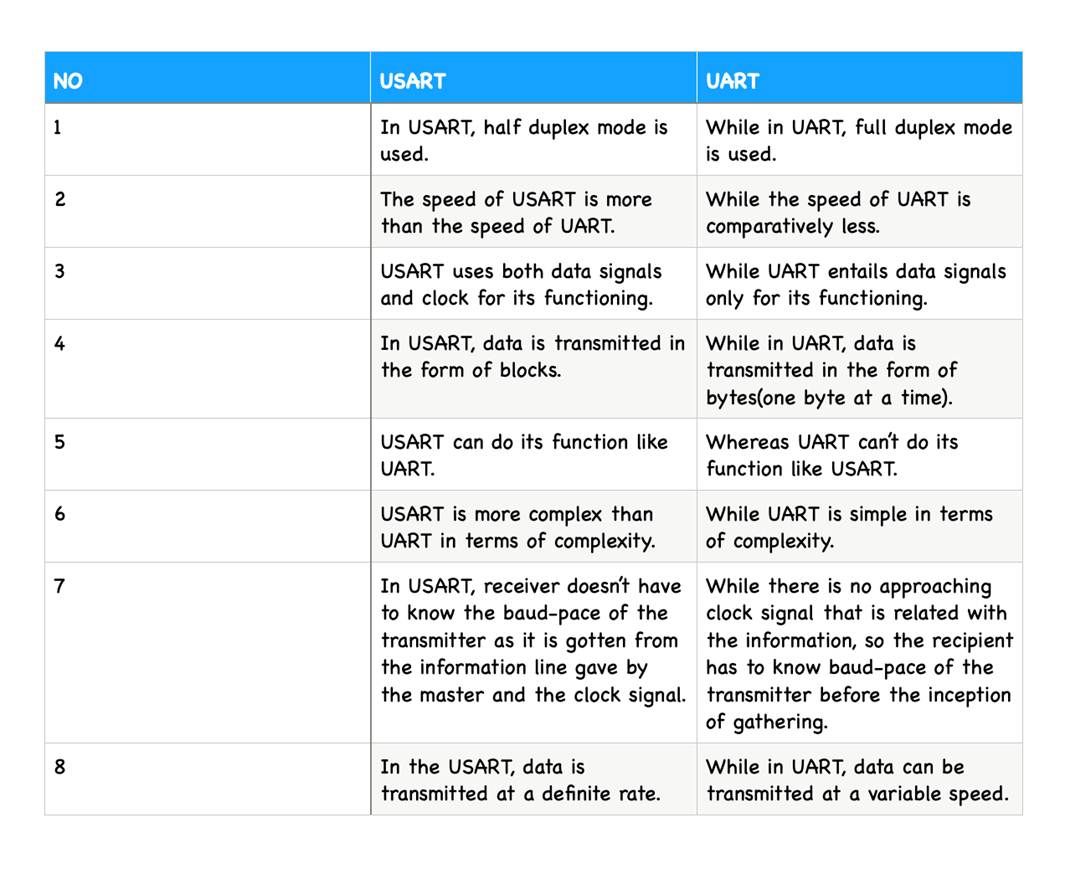 NO USART UART
1 In USART, half duplex mode is While in UART, full duplex mode
used. is used.
2 The speed of USART is more While the speed of UART is
than the speed of UART. comparatively less.
3 USART uses both data signals While UART entails data signals
and clock for its functioning. only for its functioning.
4 In USART, data is transmitted in While in UART, data is
the form of blocks. transmitted in the form of
bytes(one byte at a time).
5 USART can do its function like Whereas UART can't do its
UART. function like USART.
6 USART is more complex than While UART is simple in terms
UART in terms of complexity. of complexity.
7 In USART, receiver doesn't have While there is no approaching
to know the baud-pace of the clock signal that is related with
transmitter as it is gotten from the information, so the recipient
the information line gave by has to know baud-pace of the
the master and the clock signal. transmitter before the inception
of gathering.
8 In the USART, data is While in UART, data can be
transmitted at a definite rate. transmitted at a variable speed.